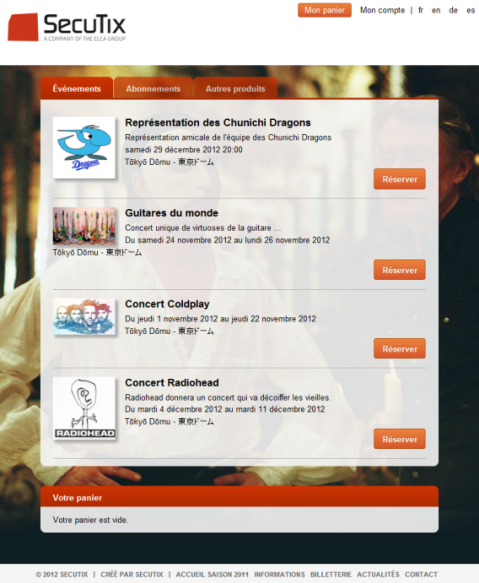 SECUTIX
A COMPANY OF THE ELCA GROUP
Mon panier Mon compte | fr en de es
Événements Abonnements Autres produits
Représentation des Chunichi Dragons
Représentation amicale de l'équipe des Chunichi Dragons
samedi 29 décembre 2012 20:00
Tōkyō Dōmu - 東京ドーム
Dragons
Réserver
Guitares du monde
Concert unique de virtuoses de la guitare ...
Du samedi 24 novembre 2012 au lundi 26 novembre 2012
Tōkyō Dōmu - 東京ドーム
Réserver
Concert Coldplay
Du jeudi 1 novembre 2012 au jeudi 22 novembre 2012
Tōkyō Dōmu - 東京ドーム
Réserver
Concert Radiohead
Radiohead donnera un concert qui va décoiffer les vieilles.
Du mardi 4 décembre 2012 au mardi 11 décembre 2012
Tōkyō Dōmu - 東京ドーム
RADIOHEAD
Réserver
Votre panier
Votre panier est vide.
© 2012 SECUTIX | CRÉÉ PAR SECUTIX | ACCUEIL SAISON 2011 INFORMATIONS BILLETTERIE ACTUALITÉS CONTACT